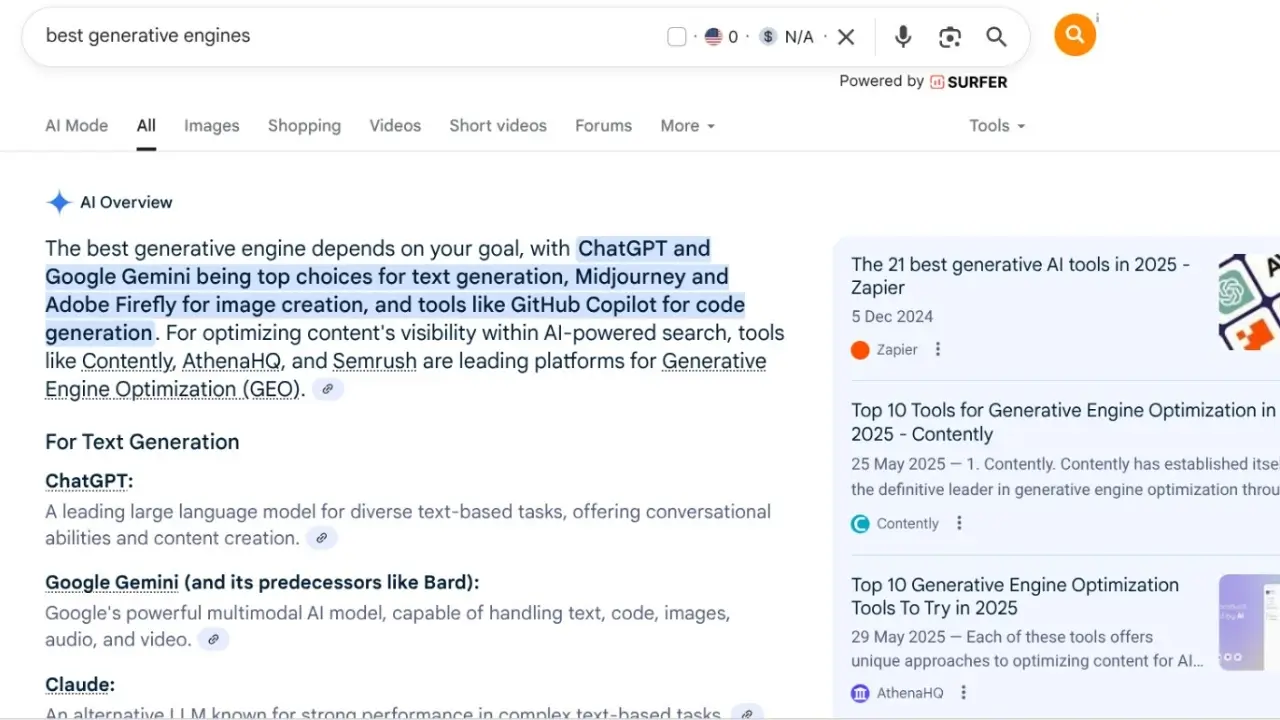 best generative engines
0 · $ N/A ·
i
Powered by SURFER
AI Mode All Images Shopping Videos Short videos Forums More Tools
AI Overview
The best generative engine depends on your goal, with ChatGPT and
Google Gemini being top choices for text generation, Midjourney and
Adobe Firefly for image creation, and tools like GitHub Copilot for code
generation. For optimizing content's visibility within AI-powered search, tools
like Contently, AthenaHQ, and Semrush are leading platforms for Generative
Engine Optimization (GEO).
For Text Generation
ChatGPT:
A leading large language model for diverse text-based tasks, offering conversational
abilities and content creation.
Google Gemini (and its predecessors like Bard):
Google's powerful multimodal AI model, capable of handling text, code, images,
audio, and video.
Claude:
An alternative LLM known for strong performance in complex text-based tasks.
The 21 best generative AI tools in 2025 -
Zapier
5 Dec 2024
Zapier
Top 10 Tools for Generative Engine Optimization in
2025 - Contently
25 May 2025 — 1. Contently. Contently has established itse
the definitive leader in generative engine optimization throu
Contently
Top 10 Generative Engine Optimization
Tools To Try in 2025
29 May 2025 — Each of these tools offers
unique approaches to optimizing content for AI...
AthenaHQ